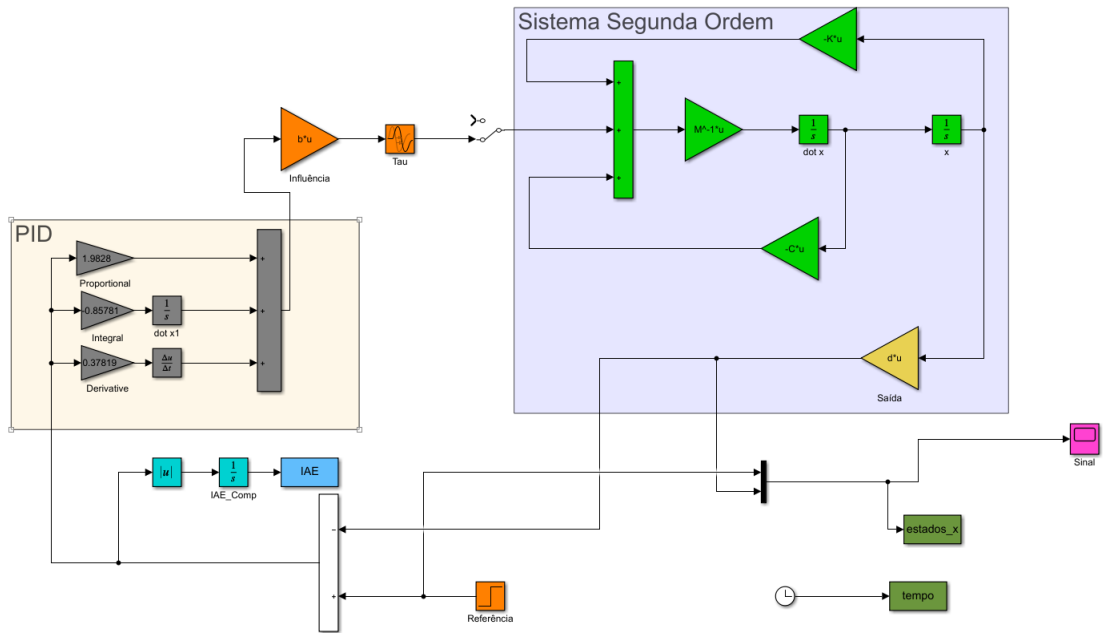 Sistema Segunda Ordem
-K*u
+
+
+
M^-1*u
1
s
dot x
1
s
x
-C*u
d*u
Saída
b*u
Influência
Tau
PID
1.9828
Proportional
-0.85781
Integral
1
s
dot x1
0.37819
Derivative
Δu
Δt
+
+
+
|u|
1
s
IAE_Comp
IAE
−
+
Referência
Sinal
estados_x
tempo